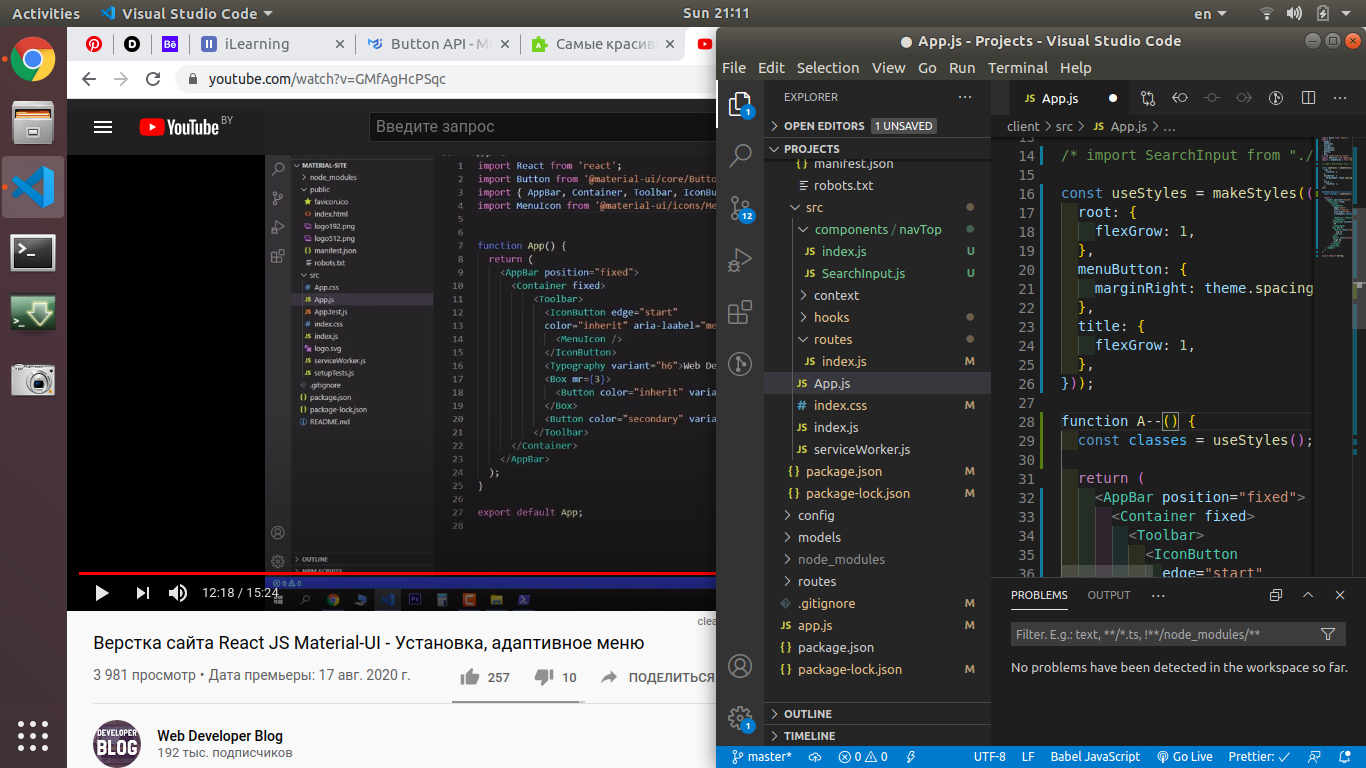 Activities
Visual Studio Code
Sun 21:11
en
iLearning
Button API - M
Самые красив
youtube.com/watch?v=GMfAgHcPSqc
YouTube BY
Введите запрос
MATERIAL-SITE
node_modules
public
favicon.ico
index.html
logo192.png
logo512.png
manifest.json
robots.txt
src
App.css
App.js
App.test.js
index.css
index.js
logo.svg
serviceWorker.js
setupTests.js
.gitignore
package.json
package-lock.json
README.md
OUTLINE
NPM SCRIPTS
1 import React from 'react';
2 import Button from '@material-ui/core/Butto
3 import { AppBar, Container, Toolbar, IconBu
4 import MenuIcon from '@material-ui/icons/Me
5
6
7 function App() {
8 return (
9 <AppBar position="fixed">
10 <Container fixed>
11 <Toolbar>
12 <IconButton edge="start"
13 color="inherit" aria-laabel="me
14 <MenuIcon />
15 </IconButton>
16 <Typography variant="h6">Web De
17 <Box mr={3}>
18 <Button color="inherit" varia
19 </Box>
20 <Button color="secondary" varia
21 </Toolbar>
22 </Container>
23 </AppBar>
24 );
25 }
26
27 export default App;
28
0 0
12:18 / 15:24
clea
Верстка сайта React JS Material-UI - Установка, адаптивное меню
3 981 просмотр • Дата премьеры: 17 авг. 2020 г.
257
10
ПОДЕЛИТЬСЯ
DEVELOPER BLOG
Web Developer Blog
192 тыс. подписчиков
● App.js - Projects - Visual Studio Code
File Edit Selection View Go Run Terminal Help
1
12
1
EXPLORER
OPEN EDITORS 1 UNSAVED
PROJECTS
manifest.json
robots.txt
src
components / navTop
index.js U
SearchInput.js U
context
hooks
routes
index.js M
App.js
index.css M
index.js
serviceWorker.js
package.json M
package-lock.json M
config
models
node_modules
routes
.gitignore M
app.js M
package.json
package-lock.json M
OUTLINE
TIMELINE
JS App.js
client > src > JS App.js > ...
13
14 /* import SearchInput from "./
15
16 const useStyles = makeStyles((
17 root: {
18 flexGrow: 1,
19 },
20 menuButton: {
21 marginRight: theme.spacing
22 },
23 title: {
24 flexGrow: 1,
25 },
26 }));
27
28 function A--() {
29 const classes = useStyles();
30
31 return (
32 <AppBar position="fixed">
33 <Container fixed>
34 <Toolbar>
35 <IconButton
36 edge="start"
PROBLEMS OUTPUT
Filter. E.g.: text, **/*.ts, !**/node_modules/**
No problems have been detected in the workspace so far.
master* 0 0 UTF-8 LF Babel JavaScript Go Live Prettier: ✓